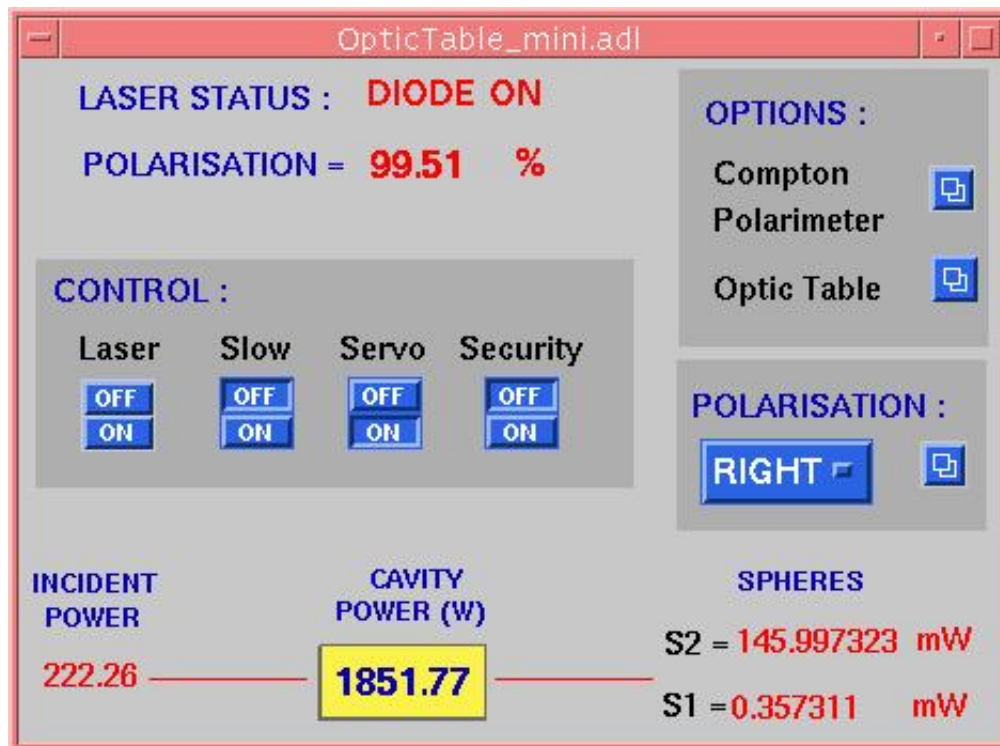 OpticTable_mini.adl
LASER STATUS : DIODE ON
POLARISATION = 99.51 %
OPTIONS :
Compton
Polarimeter
Optic Table
CONTROL :
Laser Slow Servo Security
OFF OFF OFF OFF
ON ON ON ON
POLARISATION :
RIGHT
INCIDENT
POWER
222.26
CAVITY
POWER (W)
1851.77
SPHERES
S2 = 145.997323 mW
S1 = 0.357311 mW